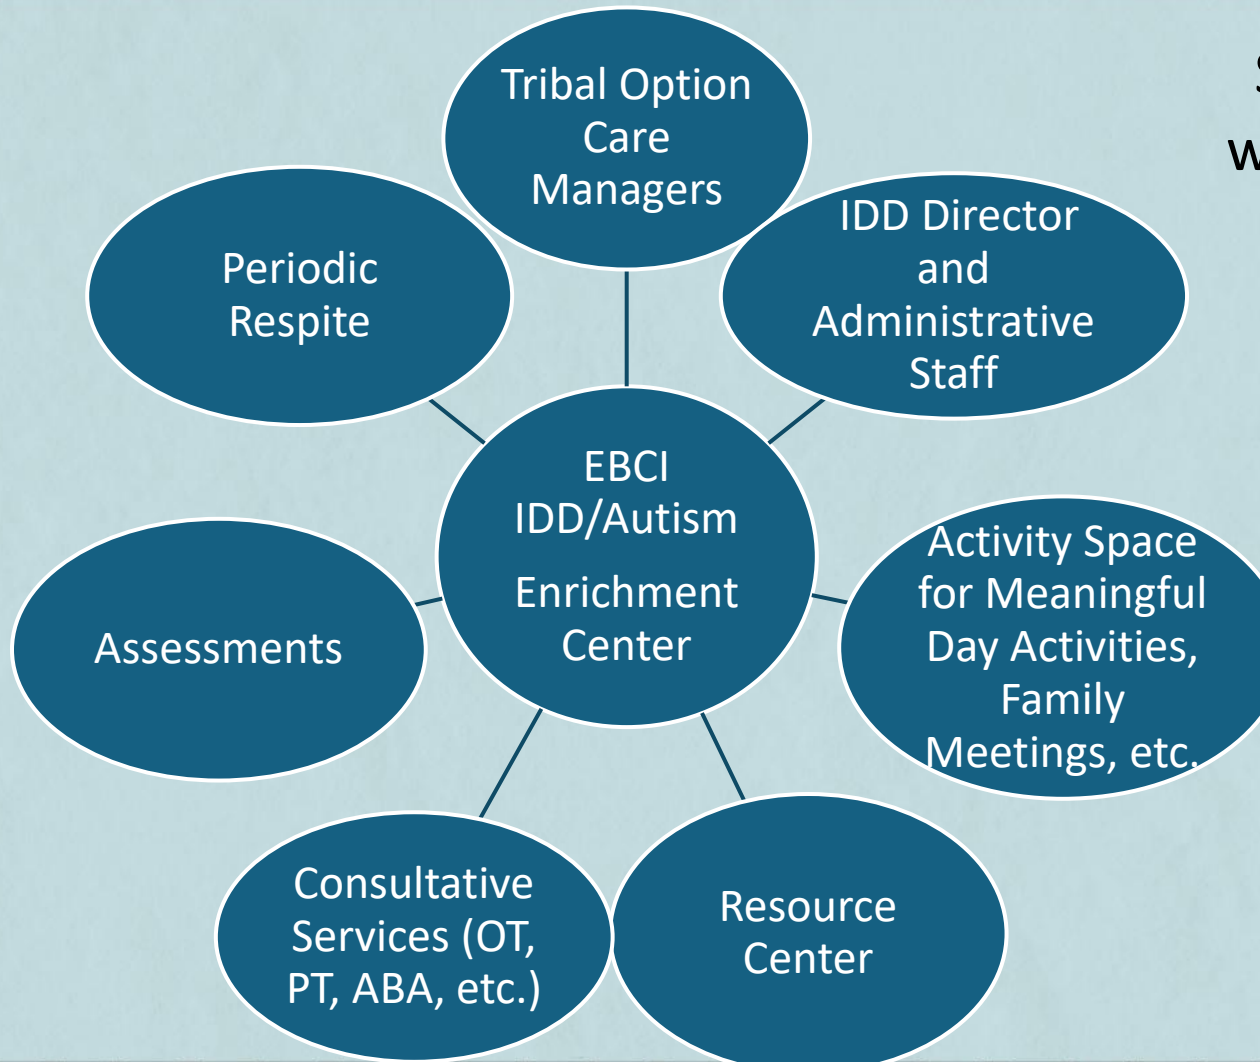 Tribal Option
Care
Managers
IDD Director
and
Administrative
Staff
Periodic
Respite
EBCI
IDD/Autism
Enrichment
Center
Activity Space
for Meaningful
Day Activities,
Family
Meetings, etc.
Assessments
Consultative
Services (OT,
PT, ABA, etc.)
Resource
Center